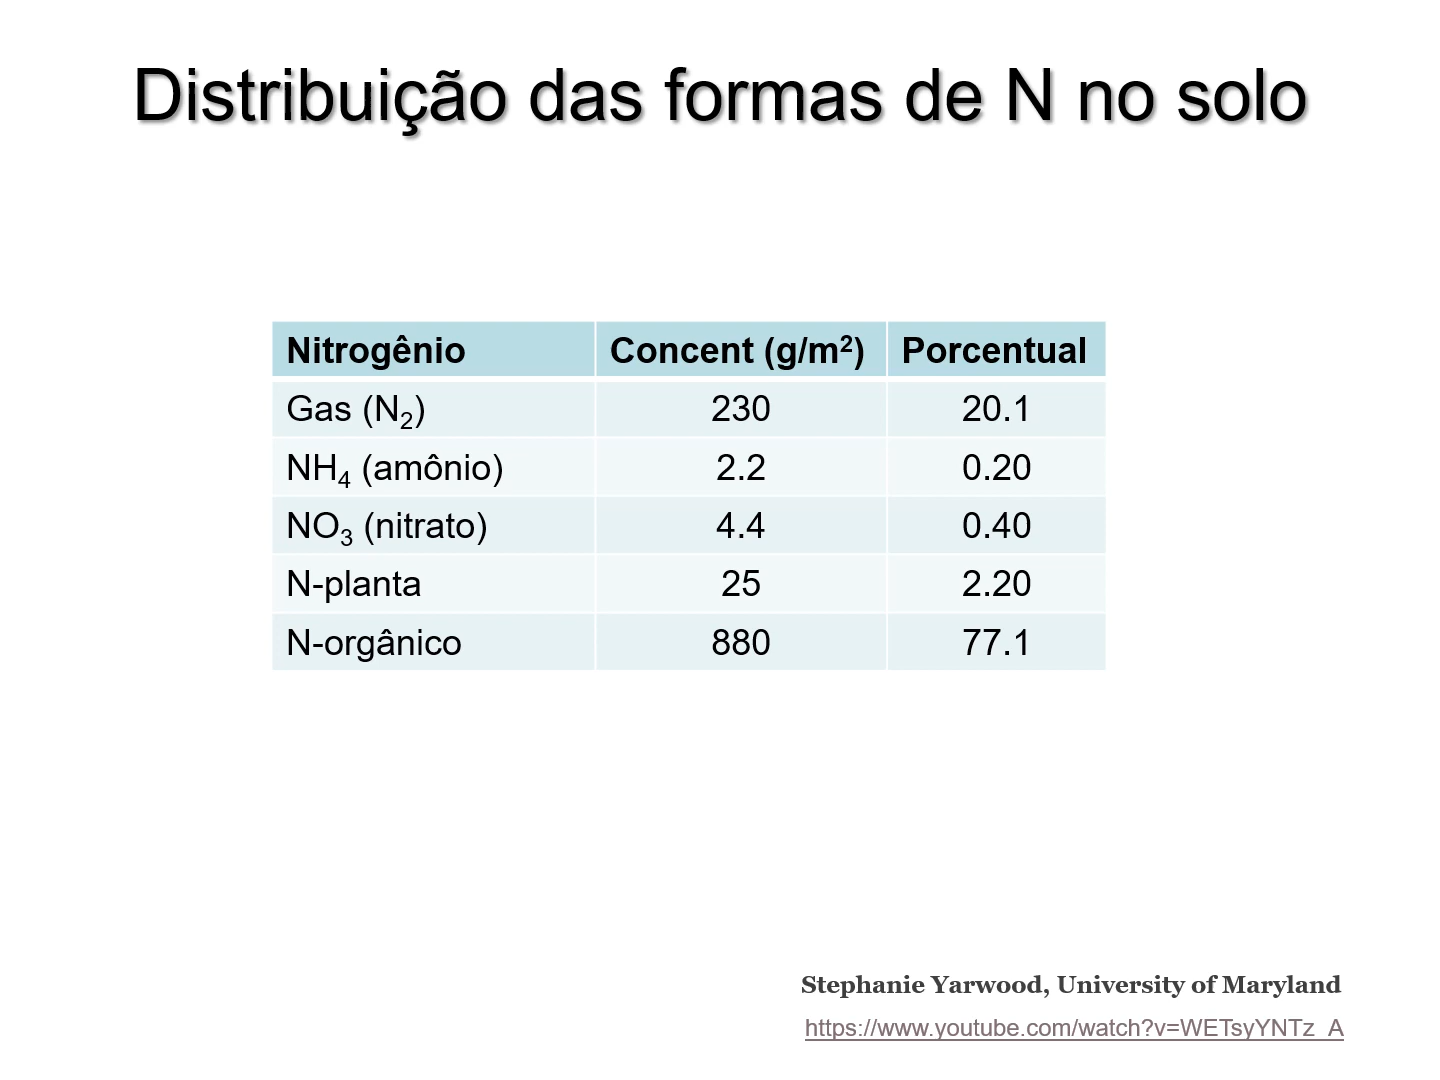 Distribuição das formas de N no solo
Nitrogênio Concent (g/m²) Porcentual
Gas (N₂) 230 20.1
NH₄ (amônio) 2.2 0.20
NO₃ (nitrato) 4.4 0.40
N-planta 25 2.20
N-orgânico 880 77.1
Stephanie Yarwood, University of Maryland
https://www.youtube.com/watch?v=WETsyYNTz_A